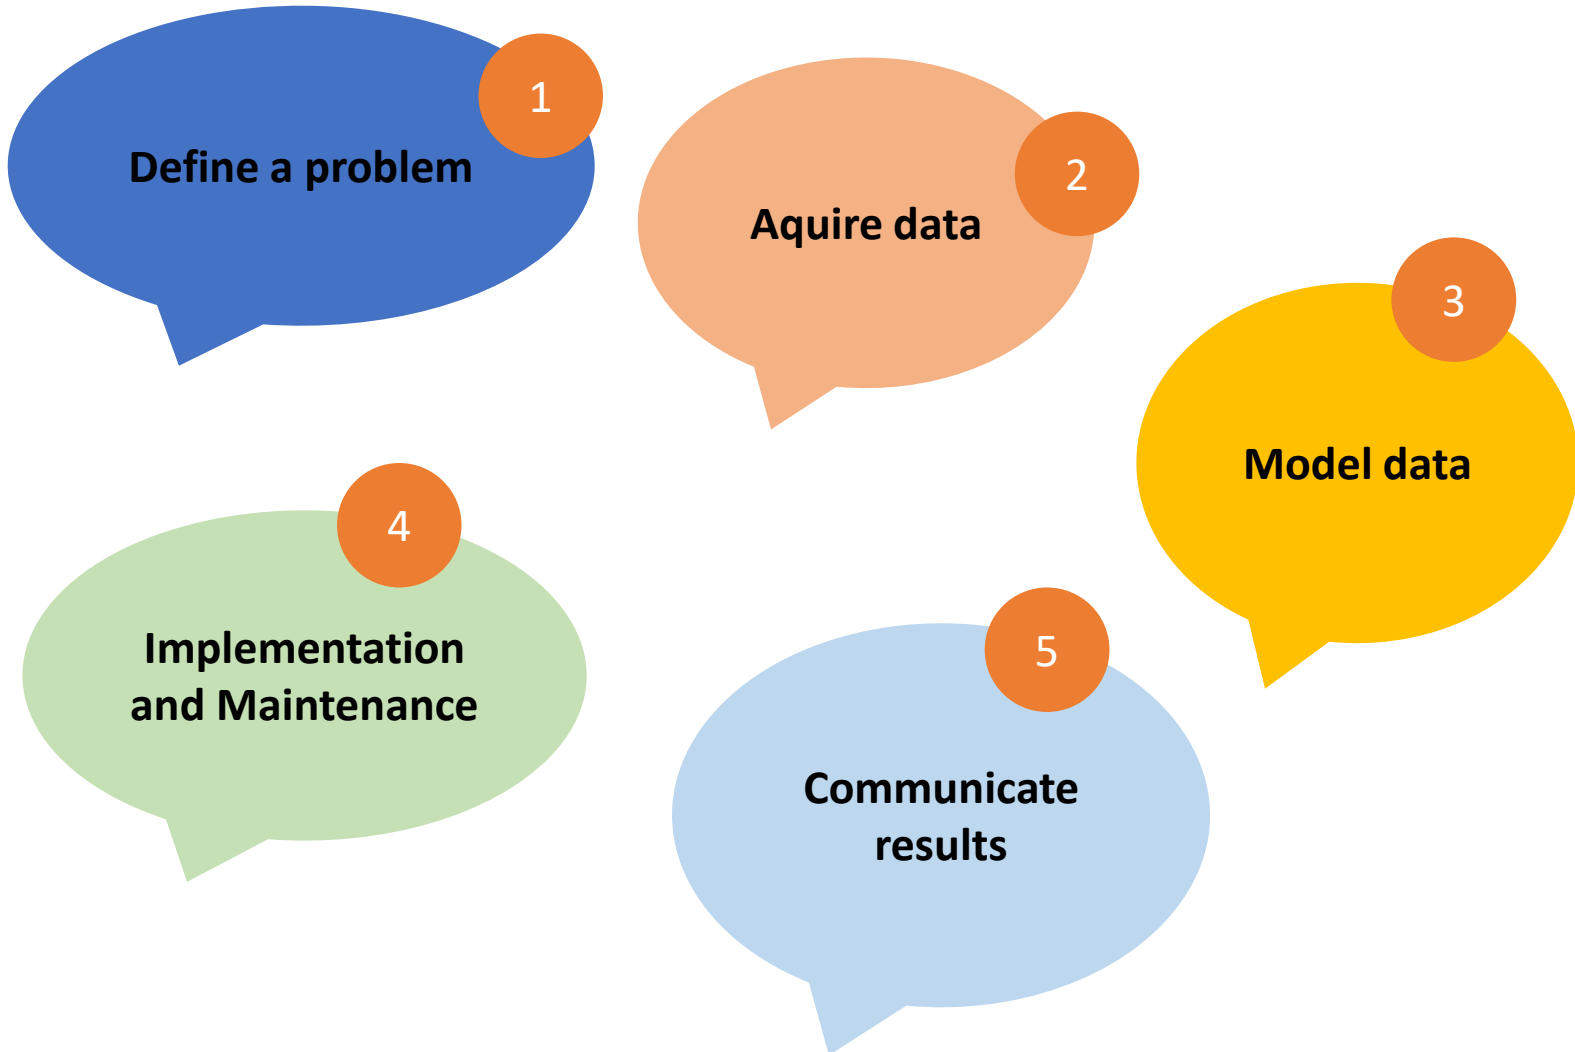 1
Define a problem
2
Aquire data
3
Model data
4
Implementation
and Maintenance
5
Communicate
results